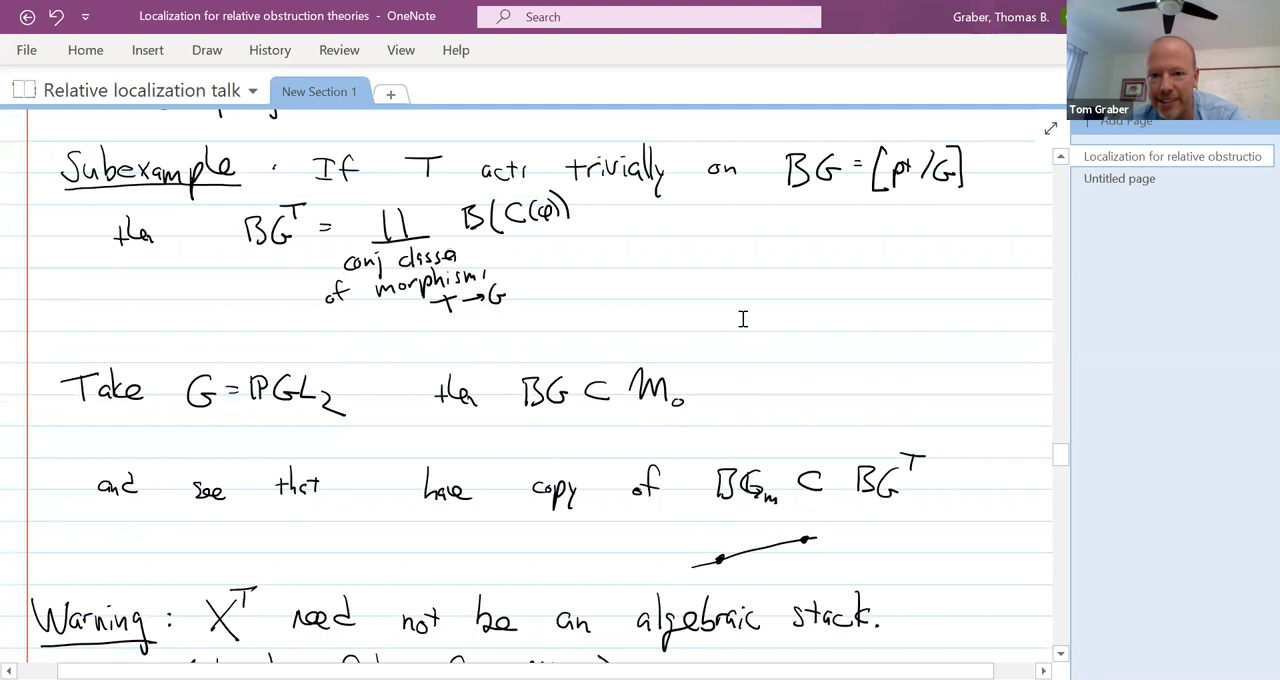 Localization for relative obstruction theories - OneNote
Search
Graber, Thomas B.
File Home Insert Draw History Review View Help
Relative localization talk
New Section 1
Tom Graber
Add Page
Localization for relative obstructio
Untitled page
Subexample. If T acts trivially on BG = [pt/G]
then BG^T = ∐ B(C(φ))
conj classes
of morphisms
T → G
Take G = PGL_2 then BG ⊂ M_0
and see that have copy of BG_m ⊂ BG^T
Warning: X^T need not be an algebraic stack.